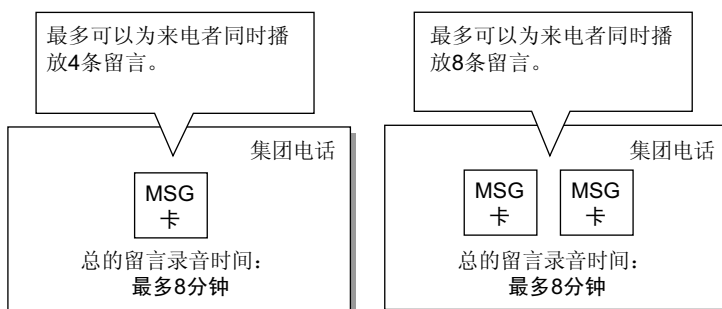 最多可以为来电者同时播
放4条留言。
集团电话
MSG
卡
总的留言录音时间：
最多8分钟
最多可以为来电者同时播
放8条留言。
集团电话
MSG
卡
MSG
卡
总的留言录音时间：
最多8分钟